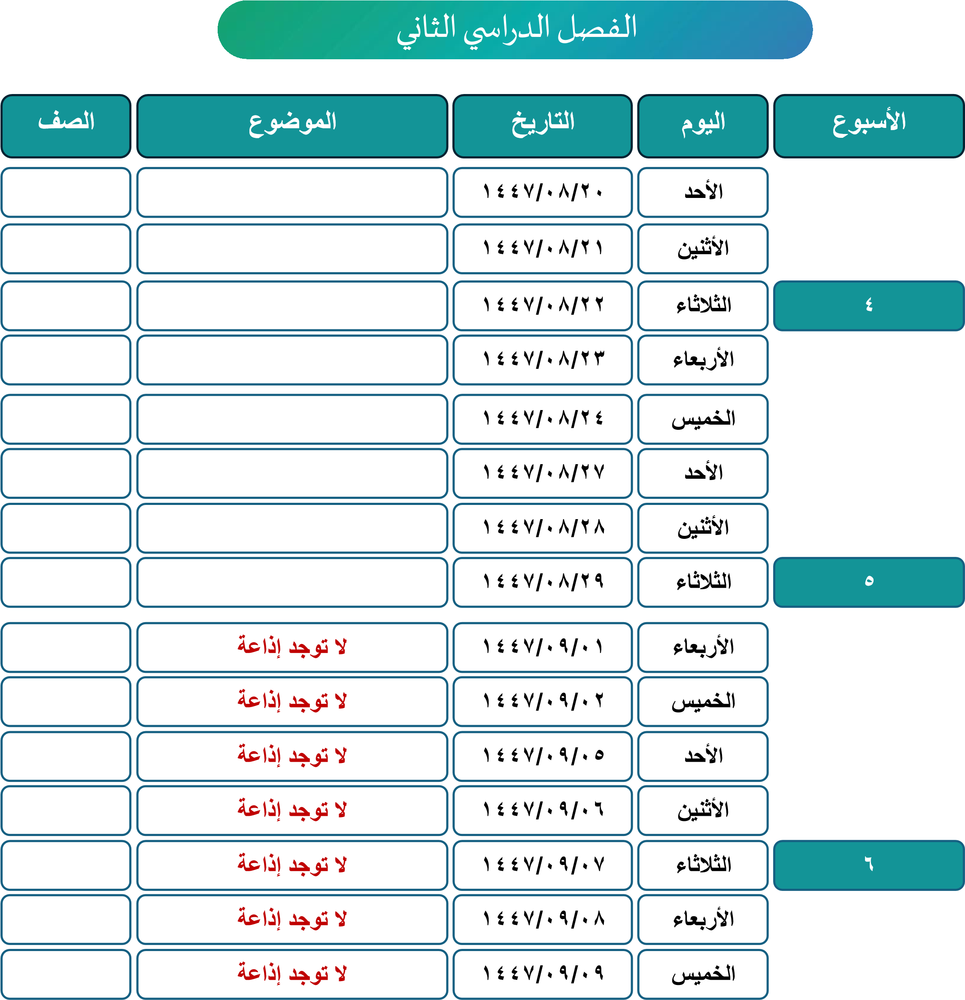 الفصل الدراسي الثاني
الأسبوع اليوم التاريخ الموضوع الصف
الأحد ١٤٤٧/٠٨/٢٠
الأثنين ١٤٤٧/٠٨/٢١
٤ الثلاثاء ١٤٤٧/٠٨/٢٢
الأربعاء ١٤٤٧/٠٨/٢٣
الخميس ١٤٤٧/٠٨/٢٤
الأحد ١٤٤٧/٠٨/٢٧
الأثنين ١٤٤٧/٠٨/٢٨
٥ الثلاثاء ١٤٤٧/٠٨/٢٩
الأربعاء ١٤٤٧/٠٩/٠١ لا توجد إذاعة
الخميس ١٤٤٧/٠٩/٠٢ لا توجد إذاعة
الأحد ١٤٤٧/٠٩/٠٥ لا توجد إذاعة
الأثنين ١٤٤٧/٠٩/٠٦ لا توجد إذاعة
٦ الثلاثاء ١٤٤٧/٠٩/٠٧ لا توجد إذاعة
الأربعاء ١٤٤٧/٠٩/٠٨ لا توجد إذاعة
الخميس ١٤٤٧/٠٩/٠٩ لا توجد إذاعة